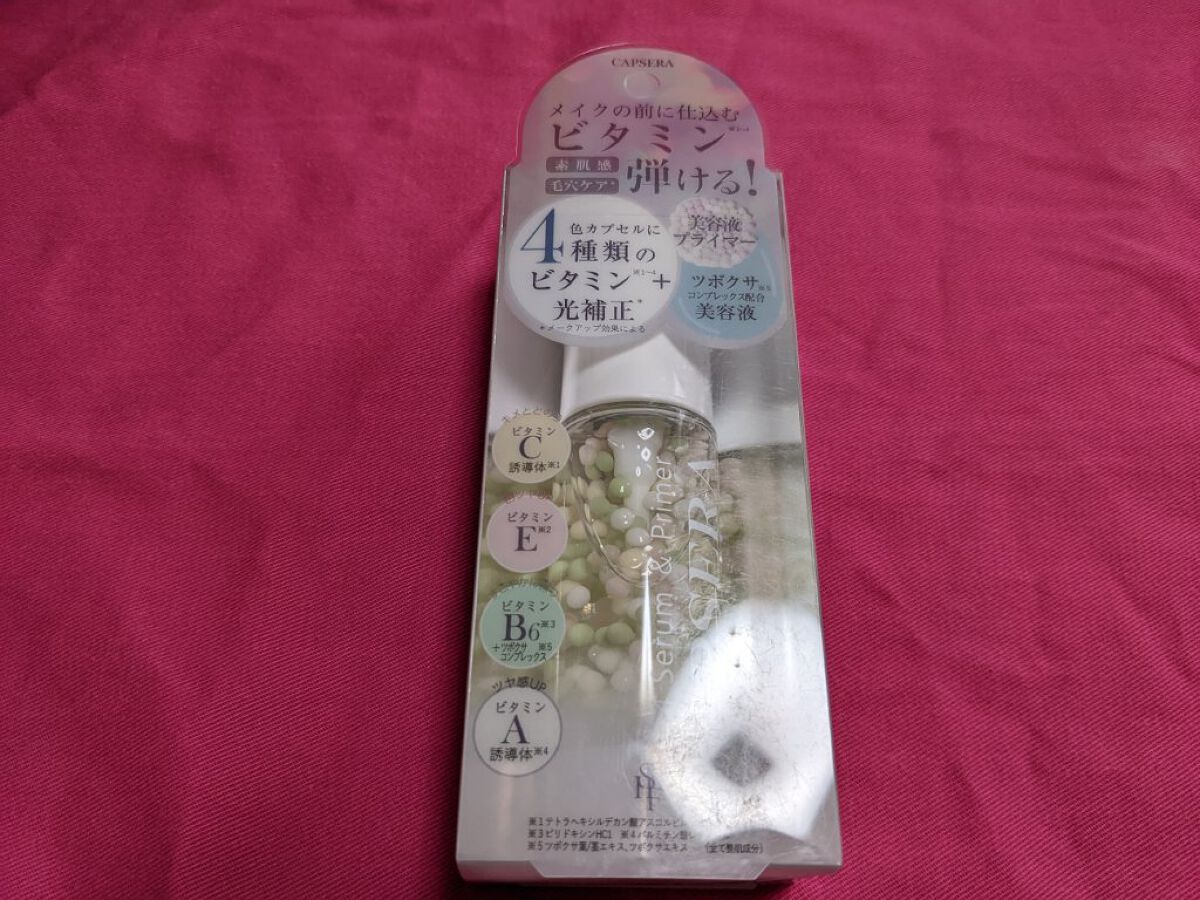 CAPSERA
メイクの前に仕込む
ビタミン※1~4
素肌感
毛穴ケア*
弾ける!
4色カプセルに
種類の
ビタミン※1~4+
光補正*
*メークアップ効果による
美容液
プライマー
ツボクサ※5
コンプレックス配合
美容液
ビタミン
C
誘導体※1
ビタミン
E※2
ビタミン
B6※3
+ツボクサ ※5
コンプレックス
ツヤ感UP
ビタミン
A
誘導体※4
Serum & Primer
SERA
※1テトラヘキシルデカン酸アスコルビル
※3ピリドキシンHCl ※4パルミチン酸
※5ツボクサ葉/茎エキス、ツボクサエキス (全て整肌成分)